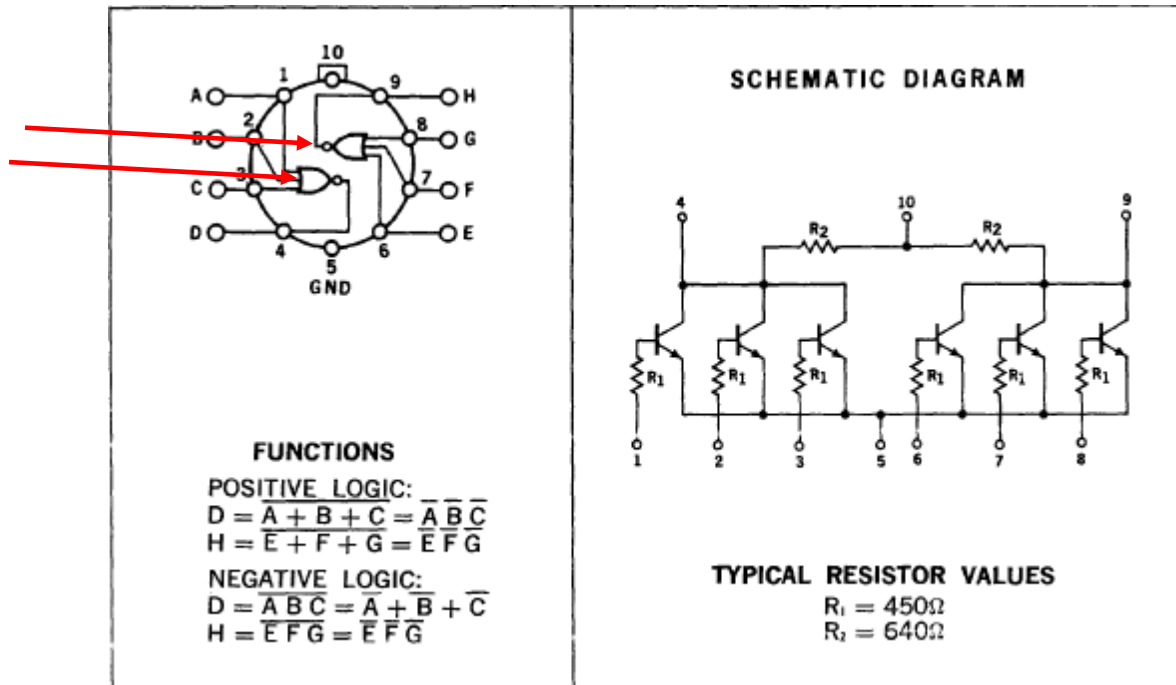 10
1
9
A
H
2
8
B
G
3
7
C
F
D
E
4
6
5
GND
FUNCTIONS
POSITIVE LOGIC:
D = A̅ ̅+̅ ̅B̅ ̅+̅ ̅C̅ = A̅ B̅ C̅
H = E̅ ̅+̅ ̅F̅ ̅+̅ ̅G̅ = E̅ F̅ G̅
NEGATIVE LOGIC:
D = A̅ ̅B̅ ̅C̅ = A̅ + B̅ + C̅
H = E̅ ̅F̅ ̅G̅ = E̅ F̅ G̅
SCHEMATIC DIAGRAM
4
10
9
R₂
R₂
R₁
R₁
R₁
R₁
R₁
R₁
1
2
3
5
6
7
8
TYPICAL RESISTOR VALUES
R₁ = 450Ω
R₂ = 640Ω